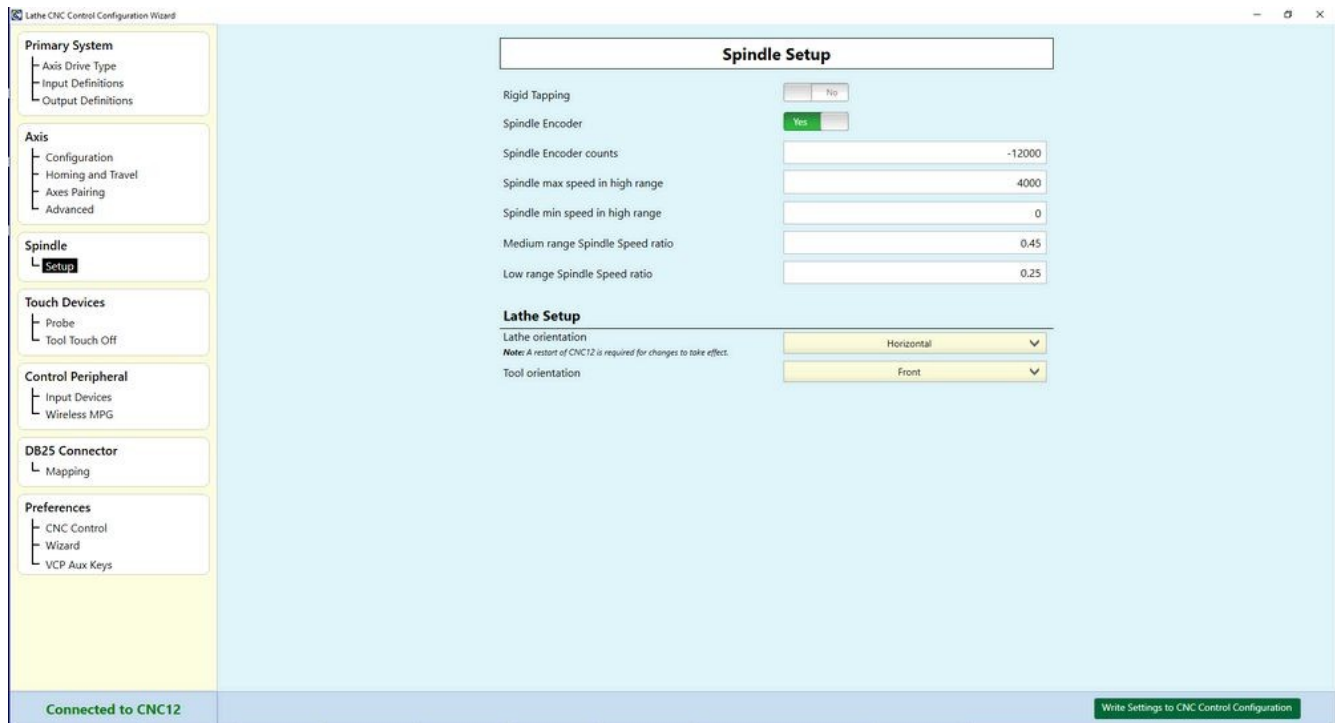 Lathe CNC Control Configuration Wizard
Primary System
Axis Drive Type
Input Definitions
Output Definitions
Axis
Configuration
Homing and Travel
Axes Pairing
Advanced
Spindle
Setup
Touch Devices
Probe
Tool Touch Off
Control Peripheral
Input Devices
Wireless MPG
DB25 Connector
Mapping
Preferences
CNC Control
Wizard
VCP Aux Keys
Connected to CNC12
Spindle Setup
Rigid Tapping No
Spindle Encoder Yes
Spindle Encoder counts -12000
Spindle max speed in high range 4000
Spindle min speed in high range 0
Medium range Spindle Speed ratio 0.45
Low range Spindle Speed ratio 0.25
Lathe Setup
Lathe orientation Horizontal
Note: A restart of CNC12 is required for changes to take effect.
Tool orientation Front
Write Settings to CNC Control Configuration